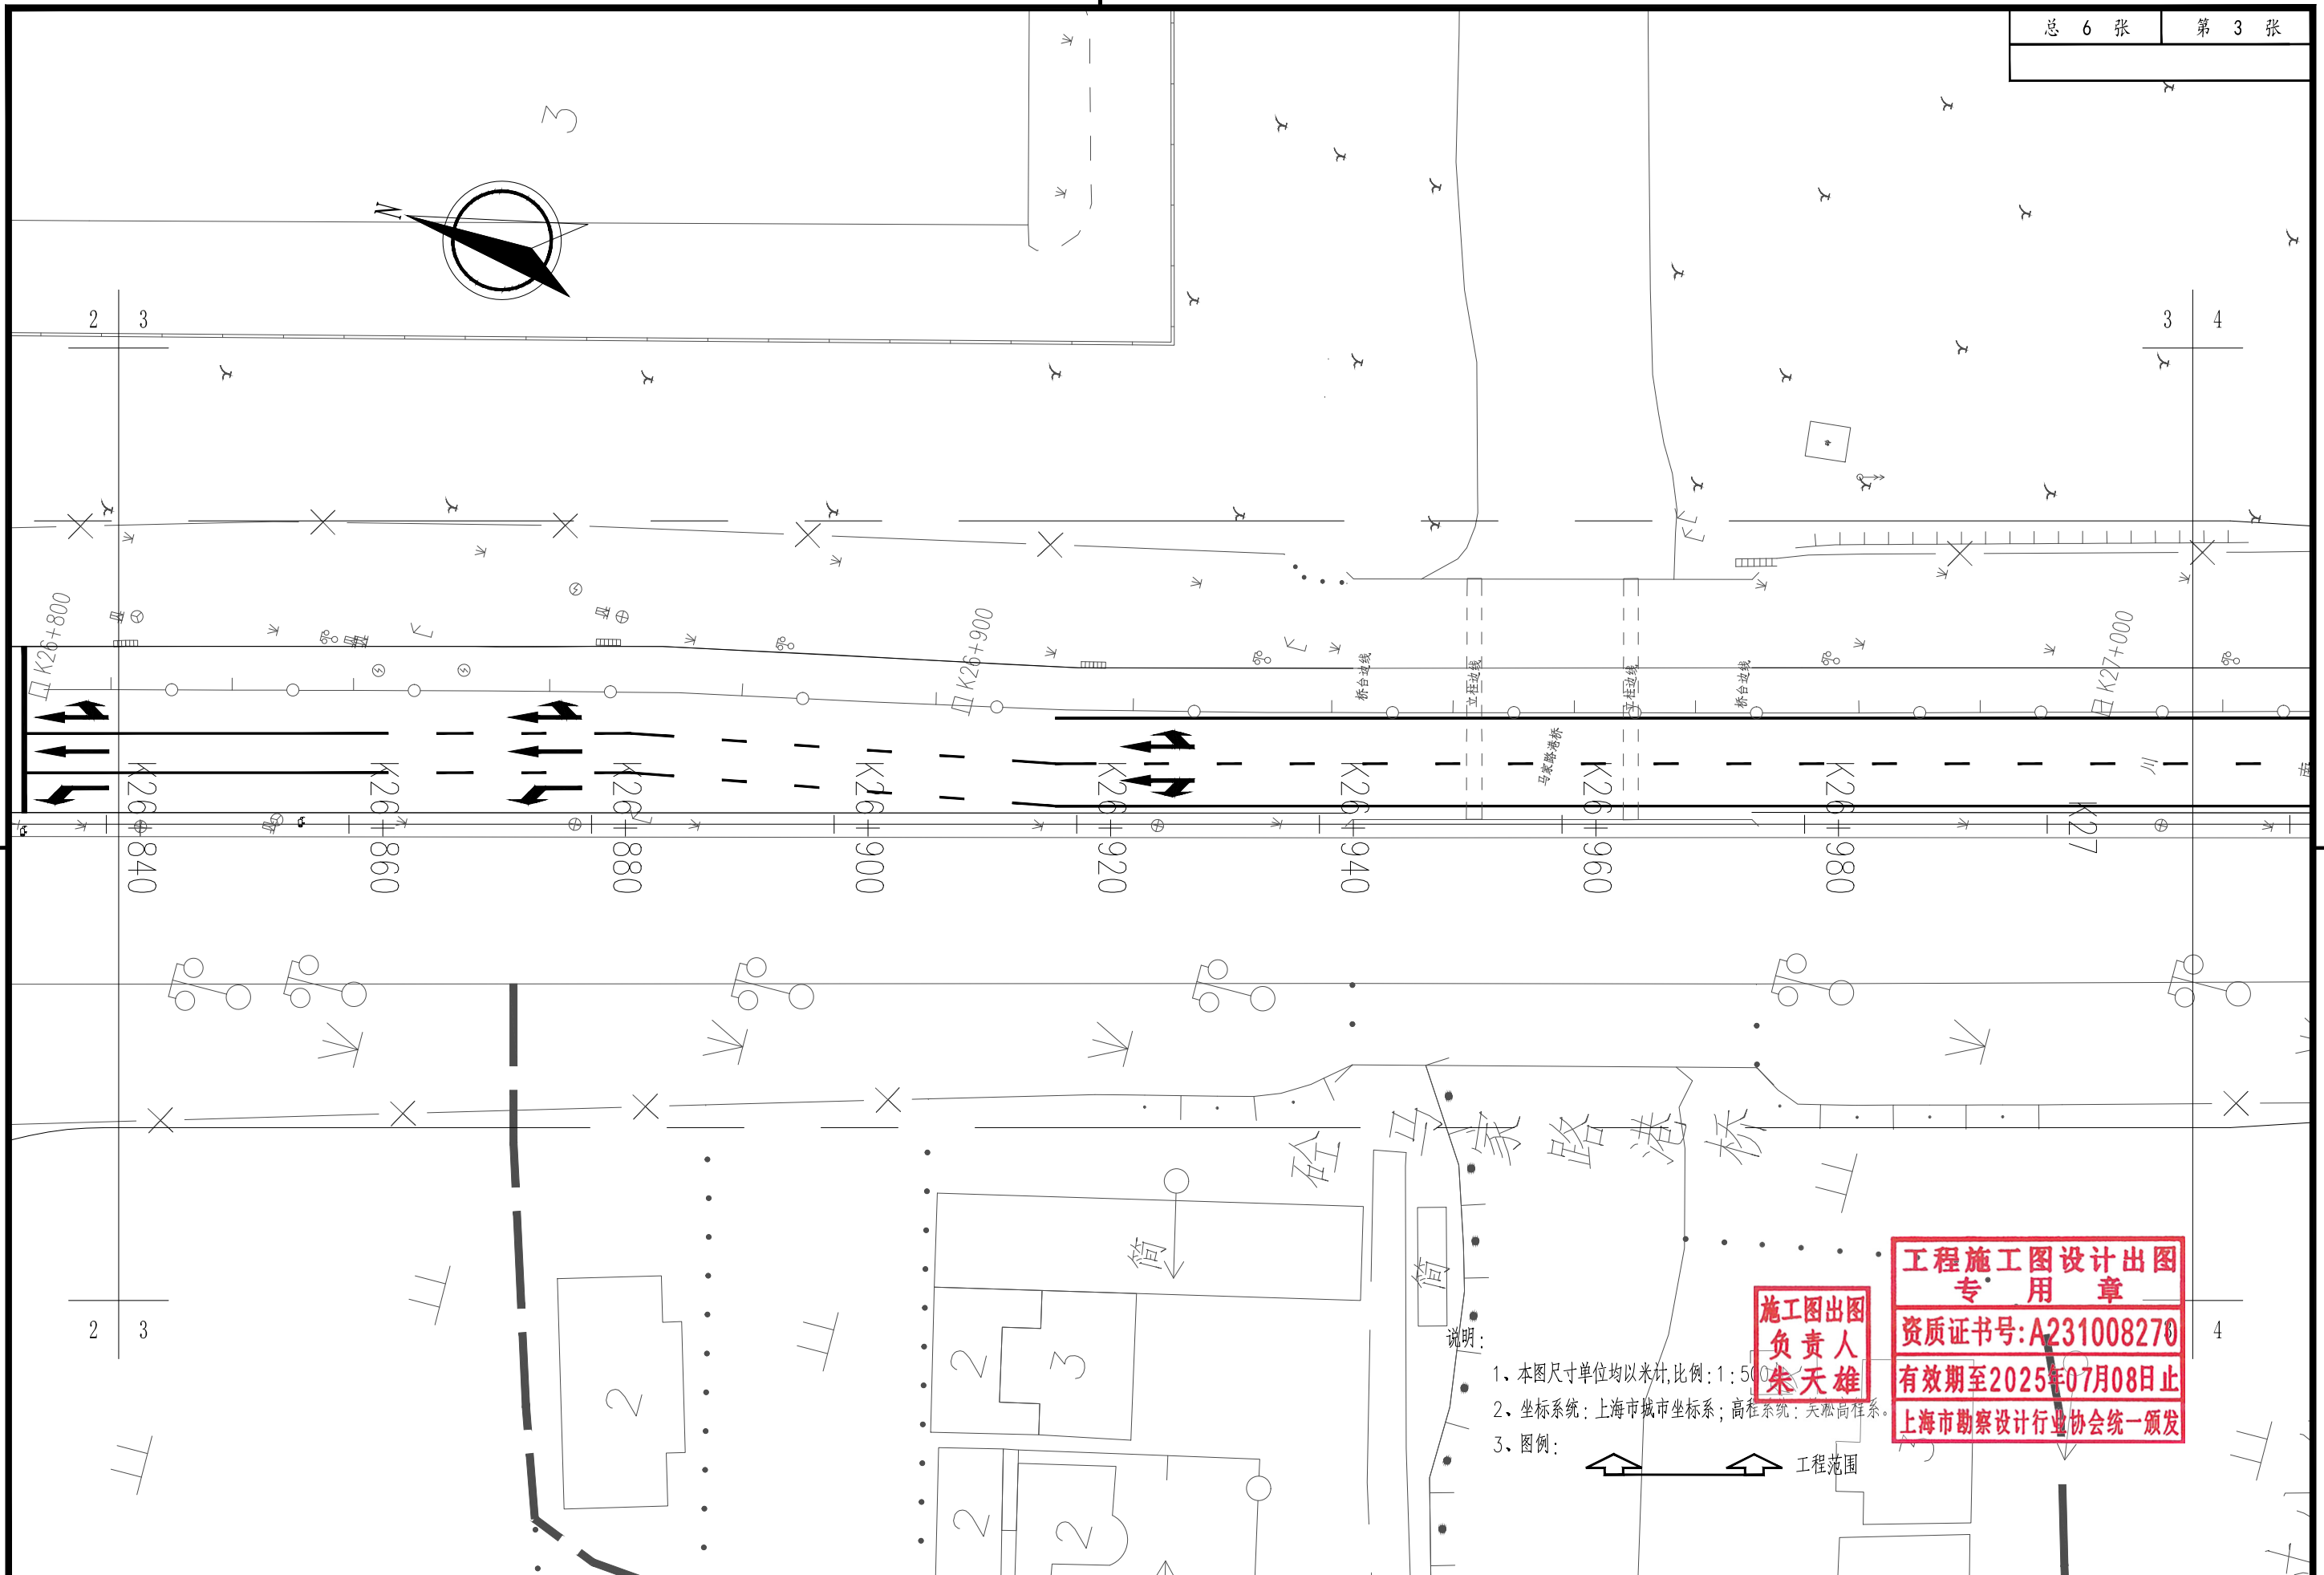 总 6 张 第 3 张
3
N
2 3
3 4
K26+800
K26+900
K27+000
桥台边线
立柱边线
立柱边线
桥台边线
马家路港桥
川
K26+840
K26+860
K26+880
K26+900
K26+920
K26+940
K26+960
K26+980
K27
砼
马家路港桥
简
简
2 3
4
2
2
3
2
2
说明:
1、本图尺寸单位均以米计,比例:1:500
2、坐标系统:上海市城市坐标系;高程系统:吴淞高程系。
3、图例:
工程范围
施工图出图
负责人
朱天雄
工程施工图设计出图
专用章
资质证书号:A231008270
有效期至2025年07月08日止
上海市勘察设计行业协会统一颁发